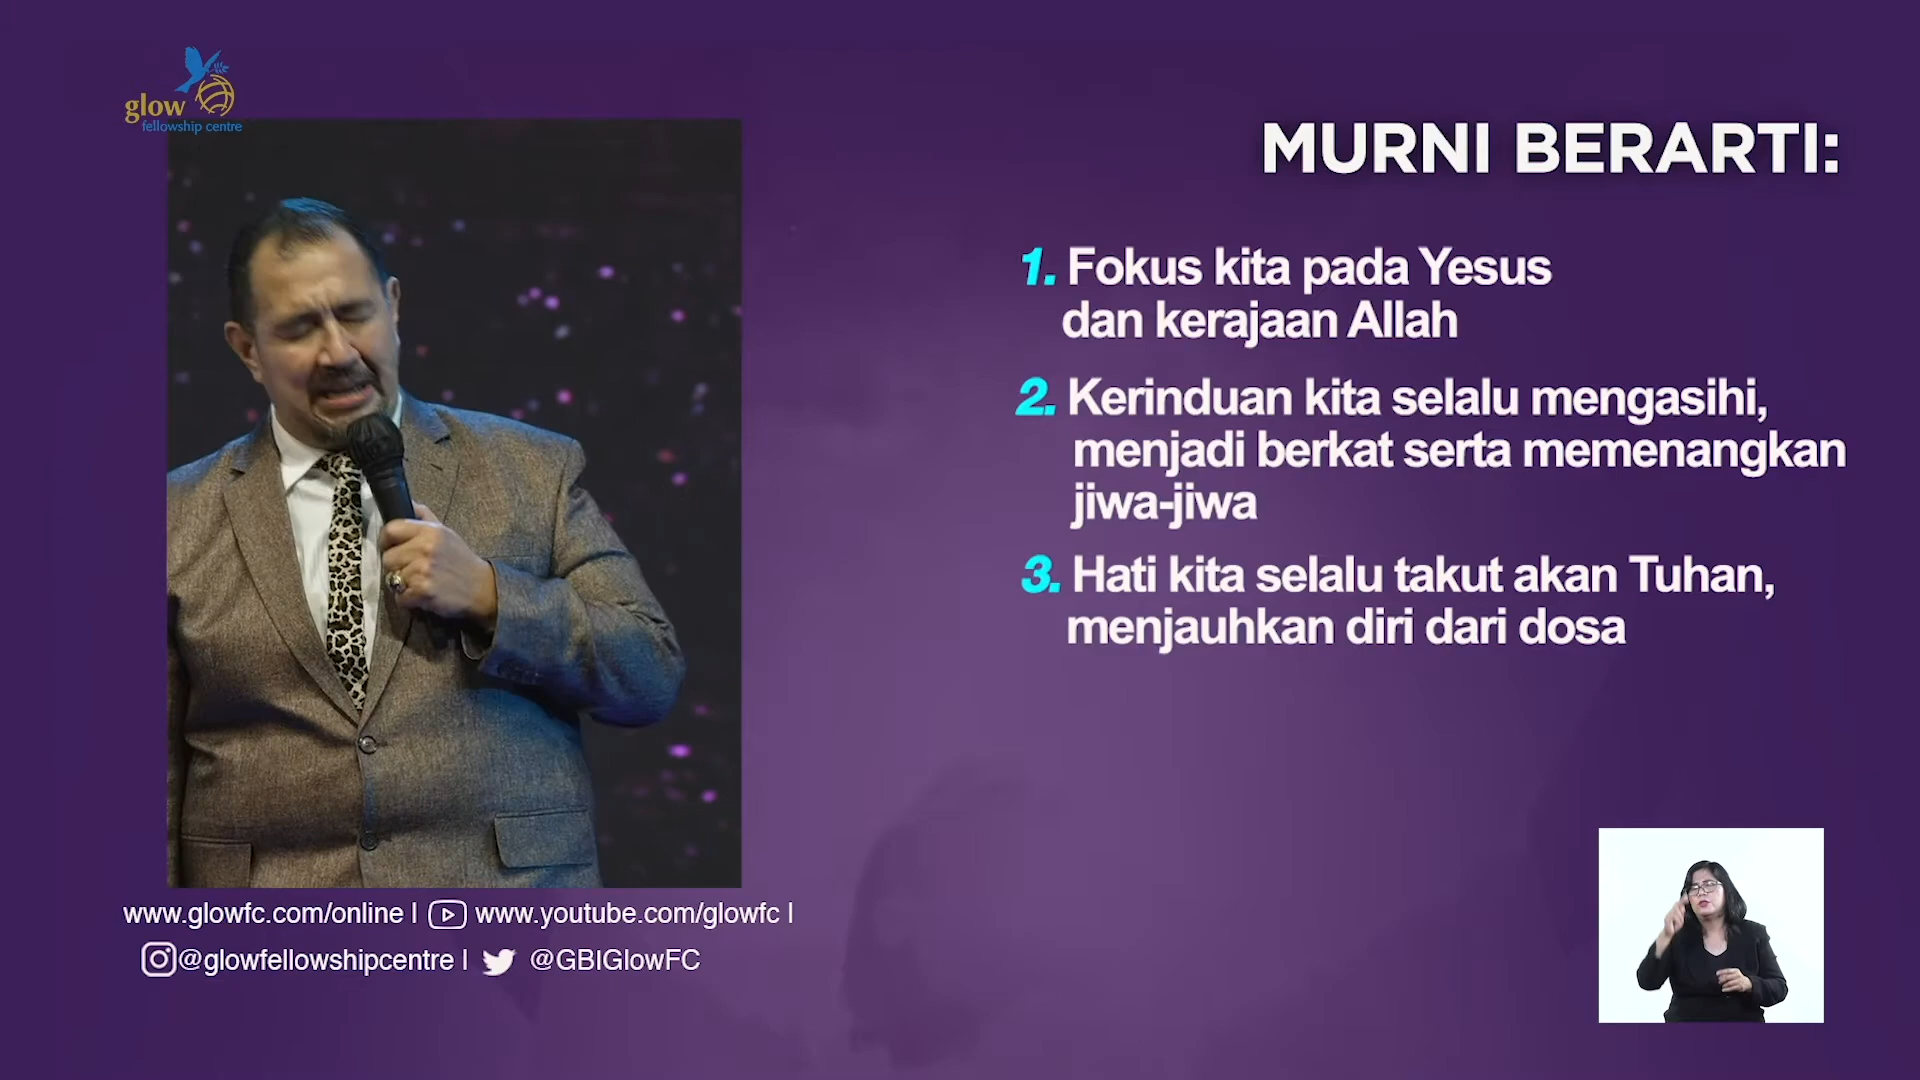 glow
fellowship centre
MURNI BERARTI:
1. Fokus kita pada Yesus
dan kerajaan Allah
2. Kerinduan kita selalu mengasihi,
menjadi berkat serta memenangkan
jiwa-jiwa
3. Hati kita selalu takut akan Tuhan,
menjauhkan diri dari dosa
www.glowfc.com/online | www.youtube.com/glowfc |
@glowfellowshipcentre | @GBIGlowFC